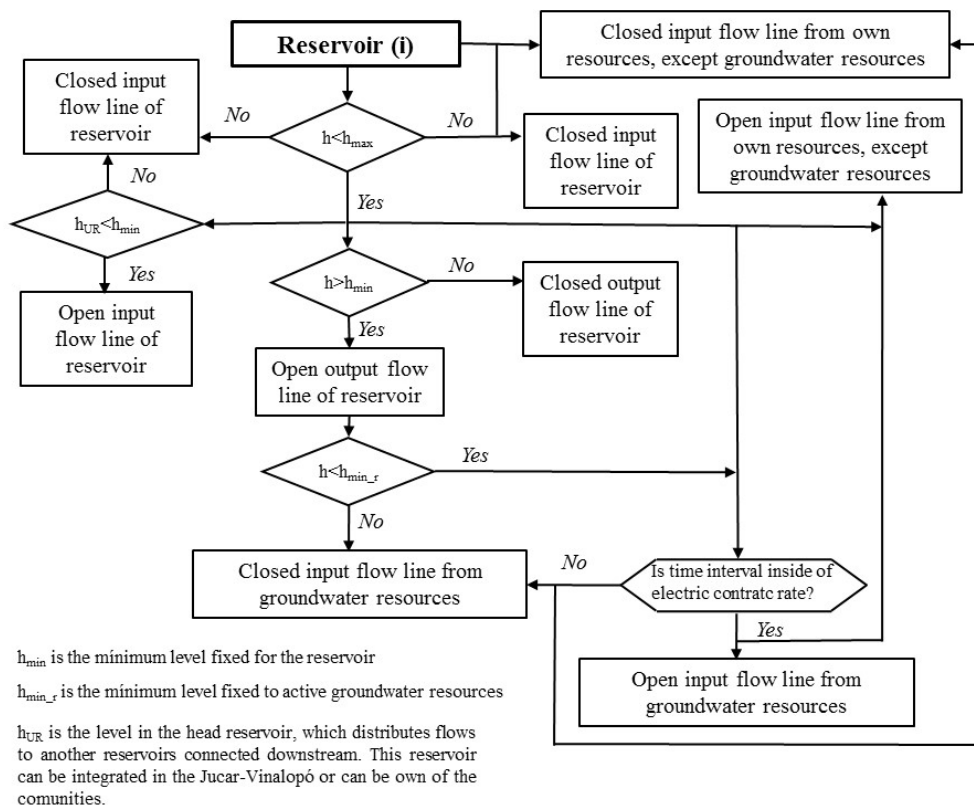 Reservoir (i)
Closed input flow line from own
resources, except groundwater resources
Closed input
flow line of
reservoir
No
h<hmax
No
Closed input
flow line of
reservoir
Open input flow line from
own resources, except
groundwater resources
No
Yes
hUR<hmin
Yes
Open input
flow line of
reservoir
h>hmin
No
Closed output
flow line of
reservoir
Yes
Open output flow
line of reservoir
h<hmin_r
Yes
No
Closed input flow line from
groundwater resources
No
Is time interval inside of
electric contratc rate?
Yes
Open input flow line from
groundwater resources
hmin is the mínimum level fixed for the reservoir
hmin_r is the mínimum level fixed to active groundwater resources
hUR is the level in the head reservoir, which distributes flows
to another reservoirs connected downstream. This reservoir
can be integrated in the Jucar-Vinalopó or can be own of the
comunities.